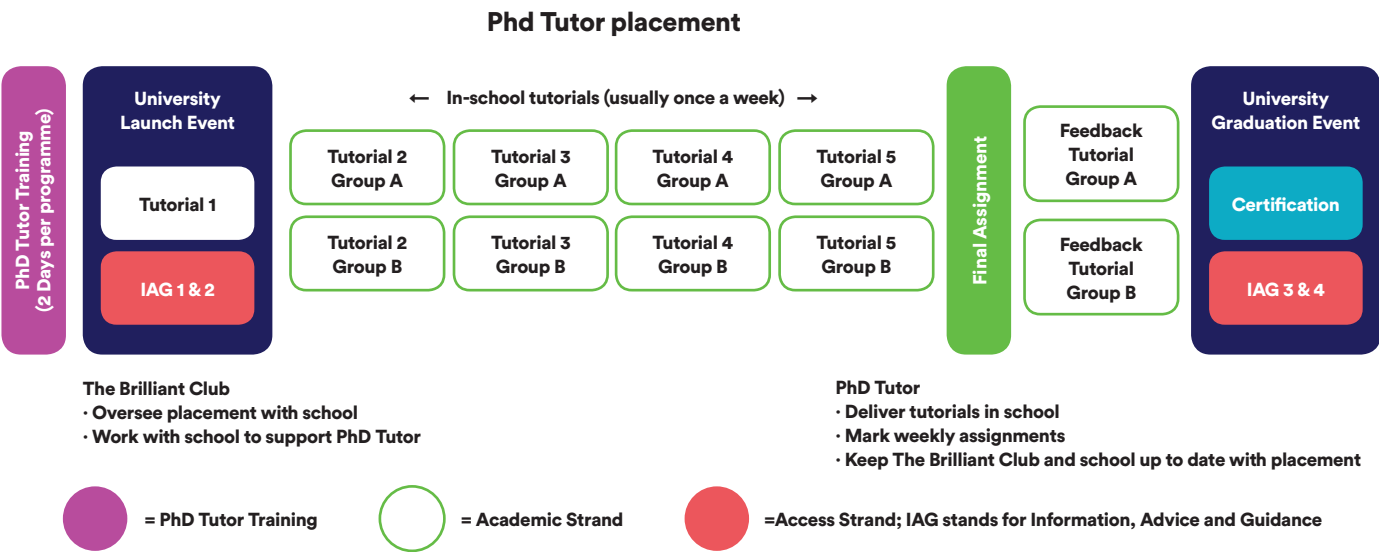 Phd Tutor placement
PhD Tutor Training
(2 Days per programme)
University
Launch Event
Tutorial 1
IAG 1 & 2
← In-school tutorials (usually once a week) →
Tutorial 2
Group A
Tutorial 3
Group A
Tutorial 4
Group A
Tutorial 5
Group A
Tutorial 2
Group B
Tutorial 3
Group B
Tutorial 4
Group B
Tutorial 5
Group B
Final Assignment
Feedback
Tutorial
Group A
Feedback
Tutorial
Group B
University
Graduation Event
Certification
IAG 3 & 4
The Brilliant Club
· Oversee placement with school
· Work with school to support PhD Tutor
PhD Tutor
· Deliver tutorials in school
· Mark weekly assignments
· Keep The Brilliant Club and school up to date with placement
= PhD Tutor Training
= Academic Strand
=Access Strand; IAG stands for Information, Advice and Guidance